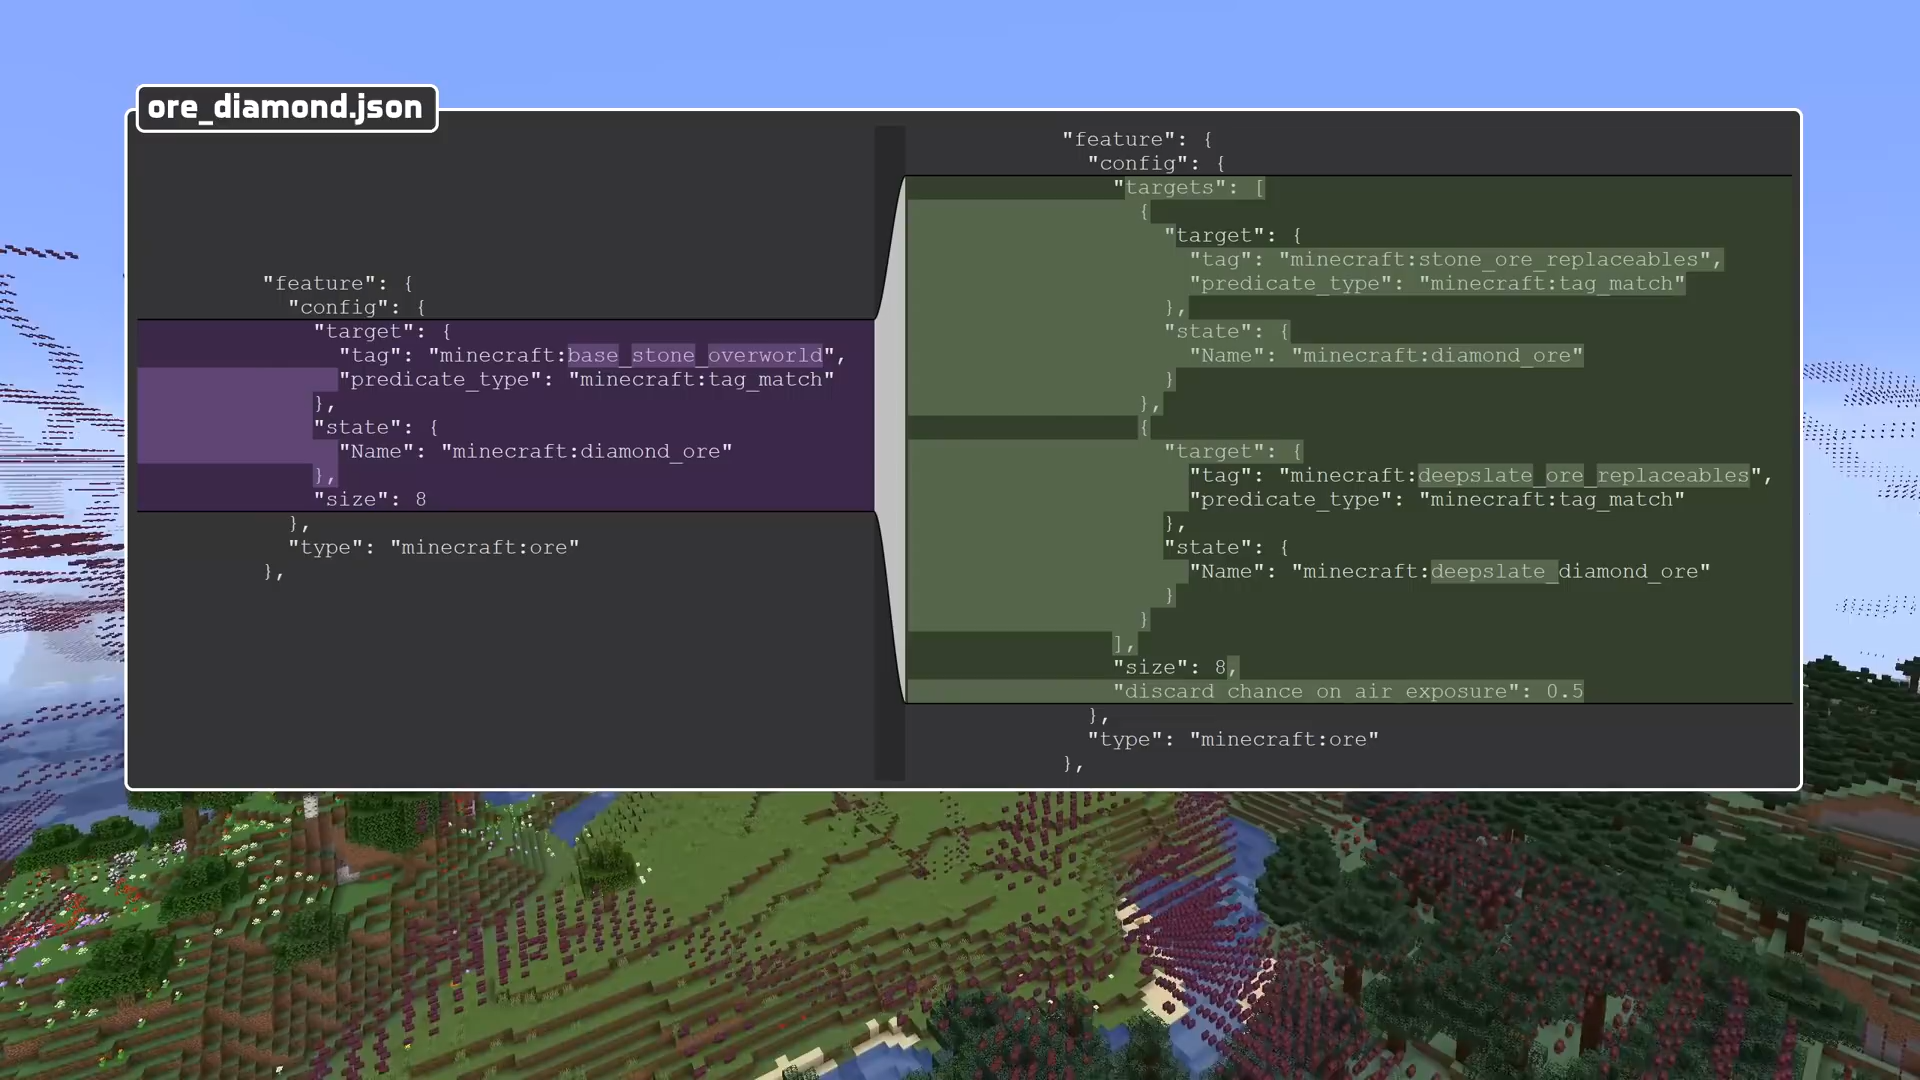 ore_diamond.json
"feature": {
"config": {
"target": {
"tag": "minecraft:base_stone_overworld",
"predicate_type": "minecraft:tag_match"
},
"state": {
"Name": "minecraft:diamond_ore"
},
"size": 8
},
"type": "minecraft:ore"
},
"feature": {
"config": {
"targets": [
{
"target": {
"tag": "minecraft:stone_ore_replaceables",
"predicate_type": "minecraft:tag_match"
},
"state": {
"Name": "minecraft:diamond_ore"
}
},
{
"target": {
"tag": "minecraft:deepslate_ore_replaceables",
"predicate_type": "minecraft:tag_match"
},
"state": {
"Name": "minecraft:deepslate_diamond_ore"
}
}
],
"size": 8,
"discard_chance_on_air_exposure": 0.5
},
"type": "minecraft:ore"
},